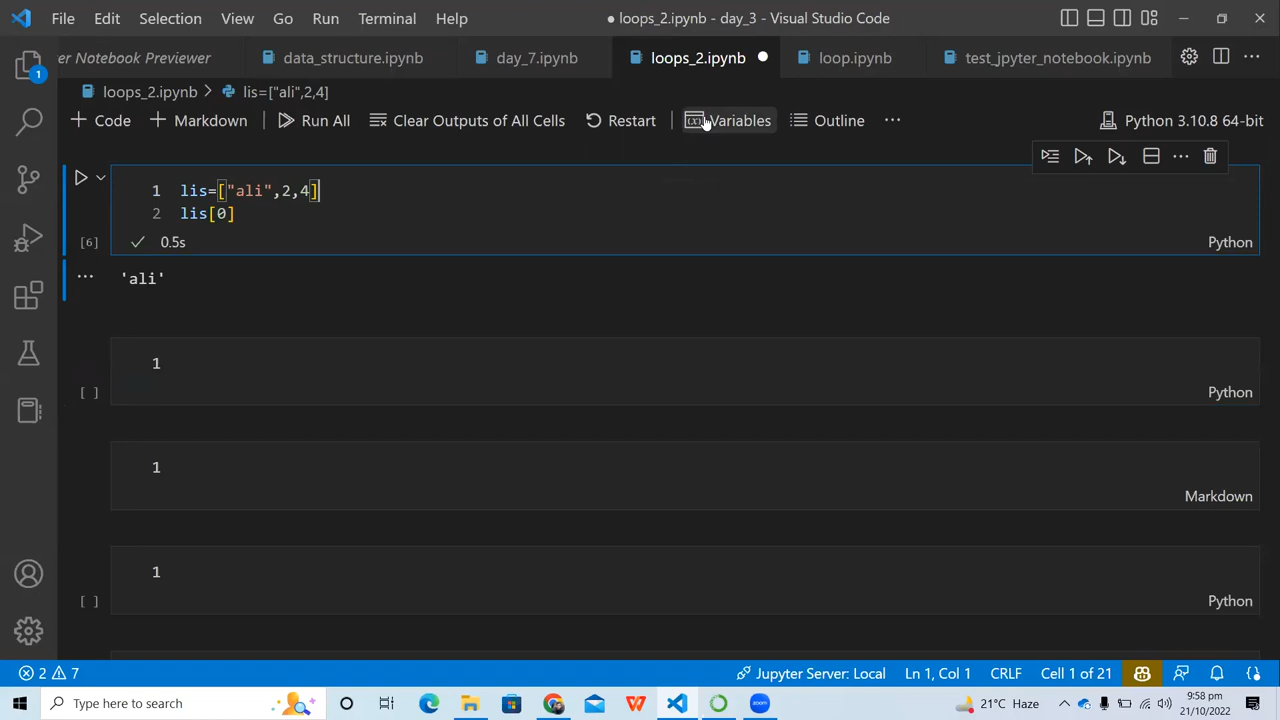 File Edit Selection View Go Run Terminal Help ● loops_2.ipynb - day_3 - Visual Studio Code
ter Notebook Previewer data_structure.ipynb day_7.ipynb loops_2.ipynb loop.ipynb test_jpyter_notebook.ipynb
1
loops_2.ipynb > lis=["ali",2,4]
+ Code + Markdown Run All Clear Outputs of All Cells Restart Variables Outline ... Python 3.10.8 64-bit
1 lis=["ali",2,4]
2 lis[0]
[6] 0.5s Python
... 'ali'
1
[ ] Python
1
Markdown
1
[ ] Python
2 7 Jupyter Server: Local Ln 1, Col 1 CRLF Cell 1 of 21
Type here to search zoom 21°C Haze 9:58 pm
21/10/2022